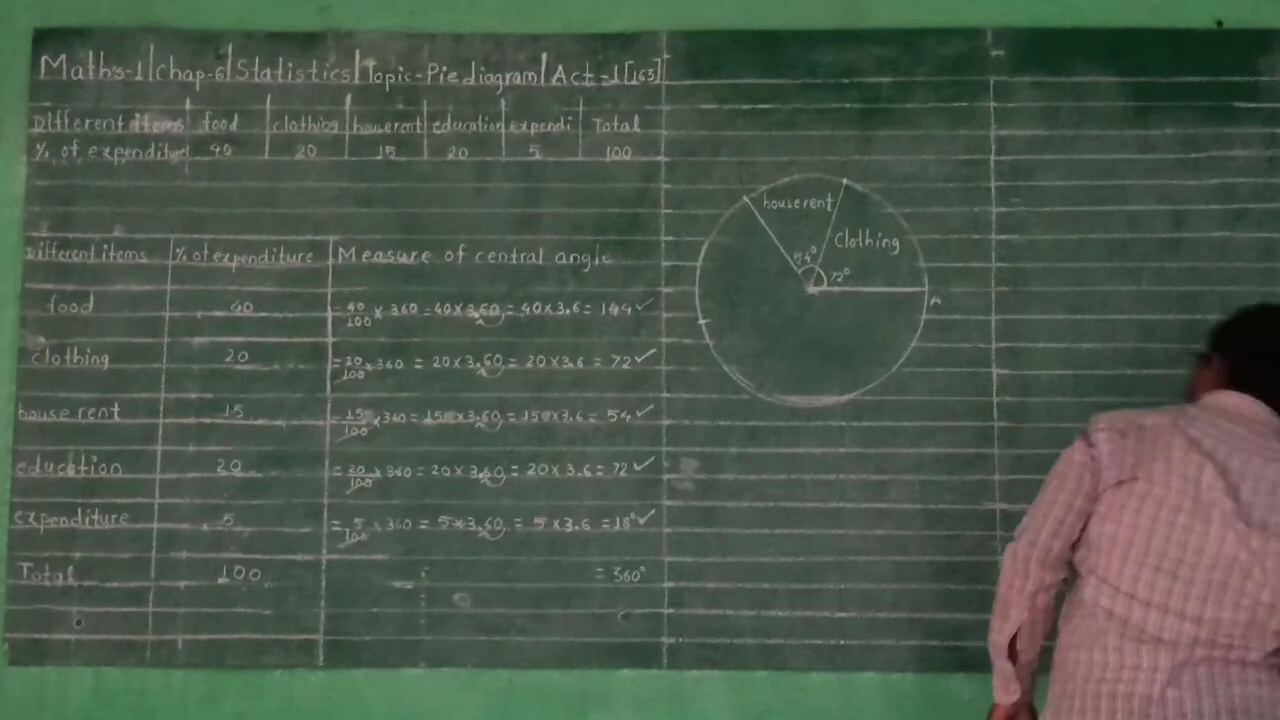 Maths-1|Chap-6|Statistics|Topic-Pie diagram|Act-1[163]
Different items food clothing house rent education expendi Total
% of expenditure 40 20 15 20 5 100
Different items % of expenditure Measure of central angle
food 40 = 40/100 × 360 = 40 × 3.60 = 40 × 3.6 = 144 ✓
clothing 20 = 20/100 × 360 = 20 × 3.60 = 20 × 3.6 = 72 ✓
house rent 15 = 15/100 × 360 = 15 × 3.60 = 15 × 3.6 = 54 ✓
education 20 = 20/100 × 360 = 20 × 3.60 = 20 × 3.6 = 72 ✓
expenditure 5 = 5/100 × 360 = 5 × 3.60 = 5 × 3.6 = 18° ✓
Total 100 = 360°
house rent
clothing
54°
72°
A